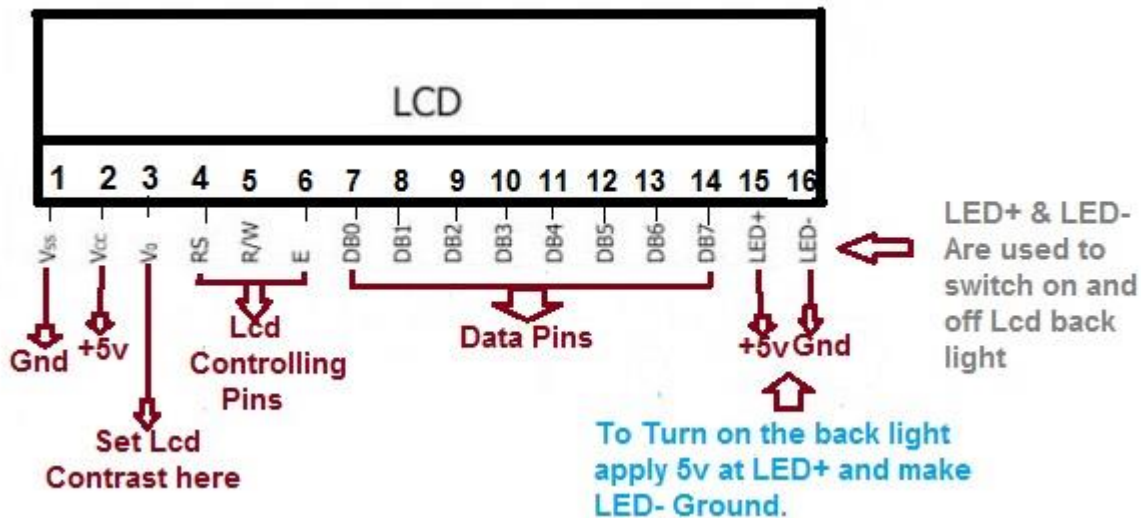 LCD
1 2 3 4 5 6 7 8 9 10 11 12 13 14 15 16
Vss Vcc V0 RS R/W E DB0 DB1 DB2 DB3 DB4 DB5 DB6 DB7 LED+ LED-
Gnd
+5v
Set Lcd
Contrast here
Lcd
Controlling
Pins
Data Pins
+5v Gnd
LED+ & LED-
Are used to
switch on and
off Lcd back
light
To Turn on the back light
apply 5v at LED+ and make
LED- Ground.